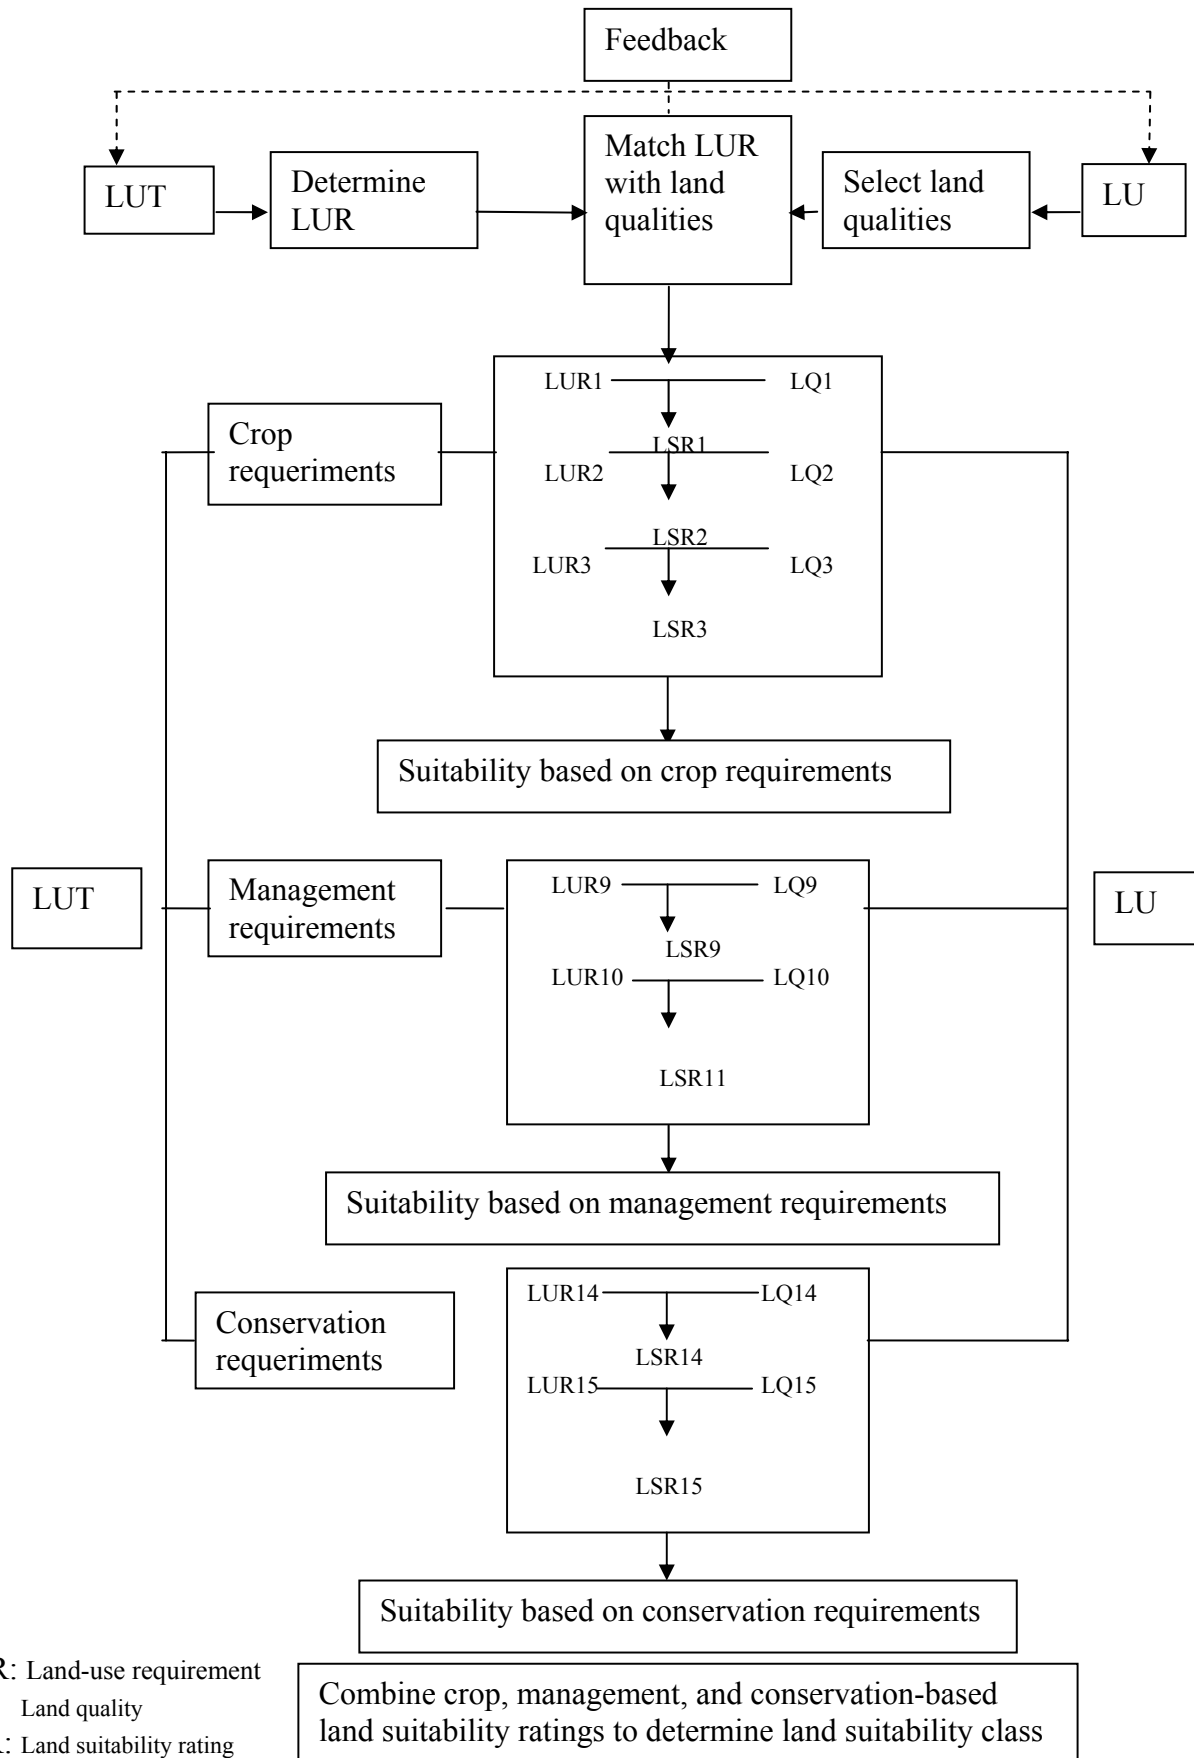 Feedback
LUT
Determine
LUR
Match LUR
with land
qualities
Select land
qualities
LU
LUR1
LQ1
LSR1
Crop
requeriments
LUR2
LQ2
LSR2
LUR3
LQ3
LSR3
Suitability based on crop requirements
LUT
Management
requirements
LUR9
LQ9
LSR9
LUR10
LQ10
LSR11
LU
Suitability based on management requirements
Conservation
requeriments
LUR14
LQ14
LSR14
LUR15
LQ15
LSR15
Suitability based on conservation requirements
R: Land-use requirement
Land quality
: Land suitability rating
Combine crop, management, and conservation-based
land suitability ratings to determine land suitability class